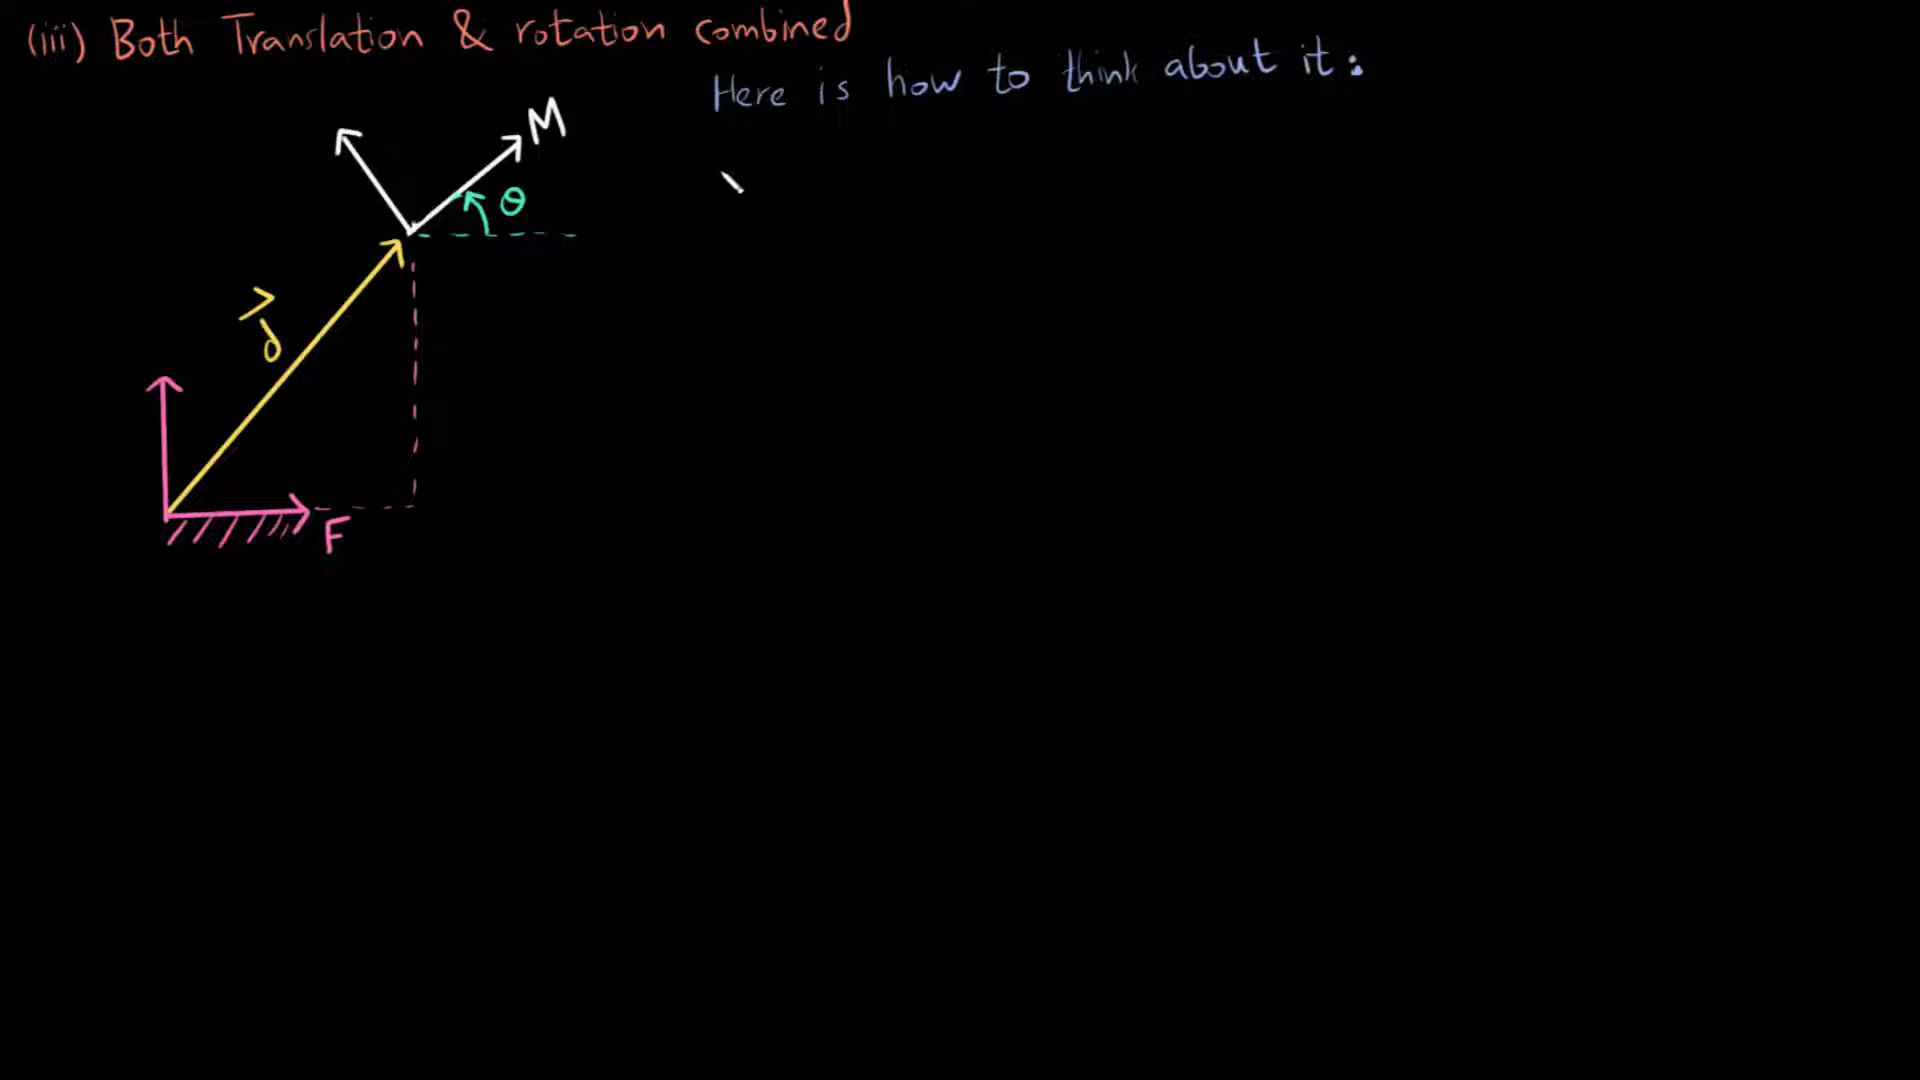 (iii) Both Translation & rotation combined
Here is how to think about it:
M
θ
d
F